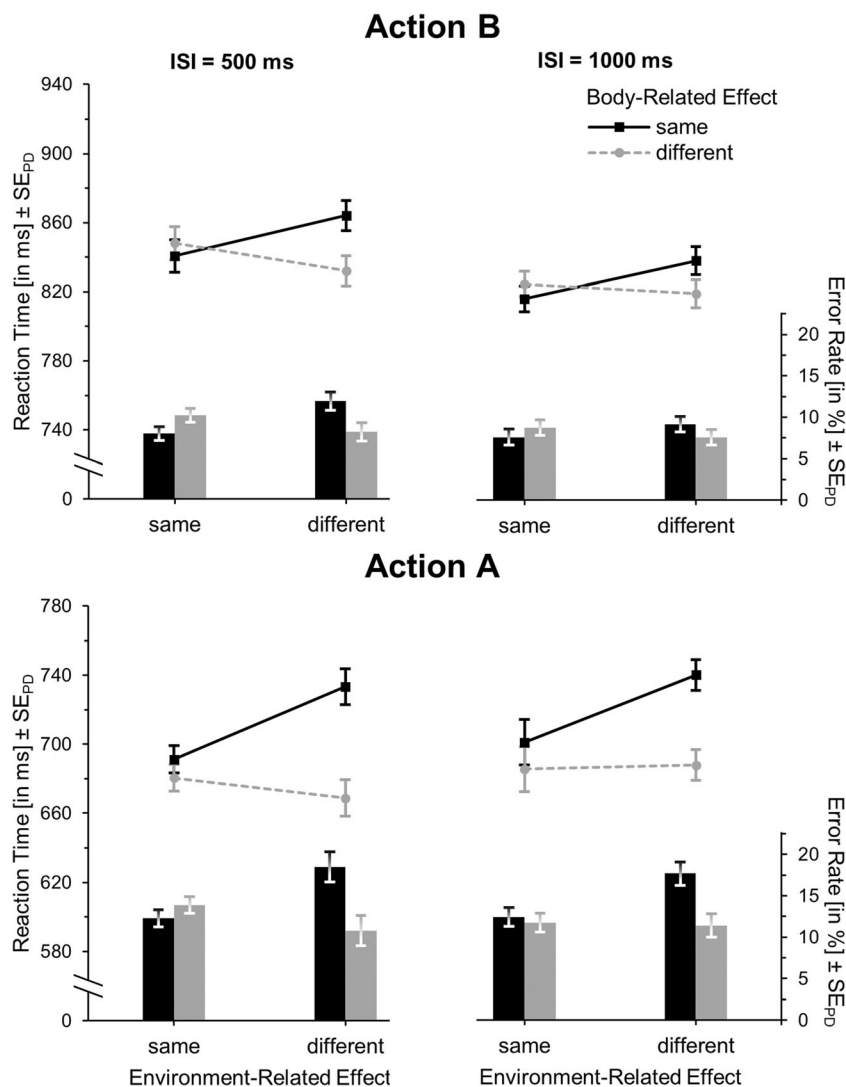 Action B
ISI = 500 ms
ISI = 1000 ms
Body-Related Effect
same
different
Reaction Time [in ms] ± SEPD
940
900
860
820
780
740
0
Error Rate [in %] ± SEPD
20
15
10
5
0
same different
same different
Action A
Reaction Time [in ms] ± SEPD
780
740
700
660
620
580
0
Error Rate [in %] ± SEPD
20
15
10
5
0
same different
same different
Environment-Related Effect
Environment-Related Effect